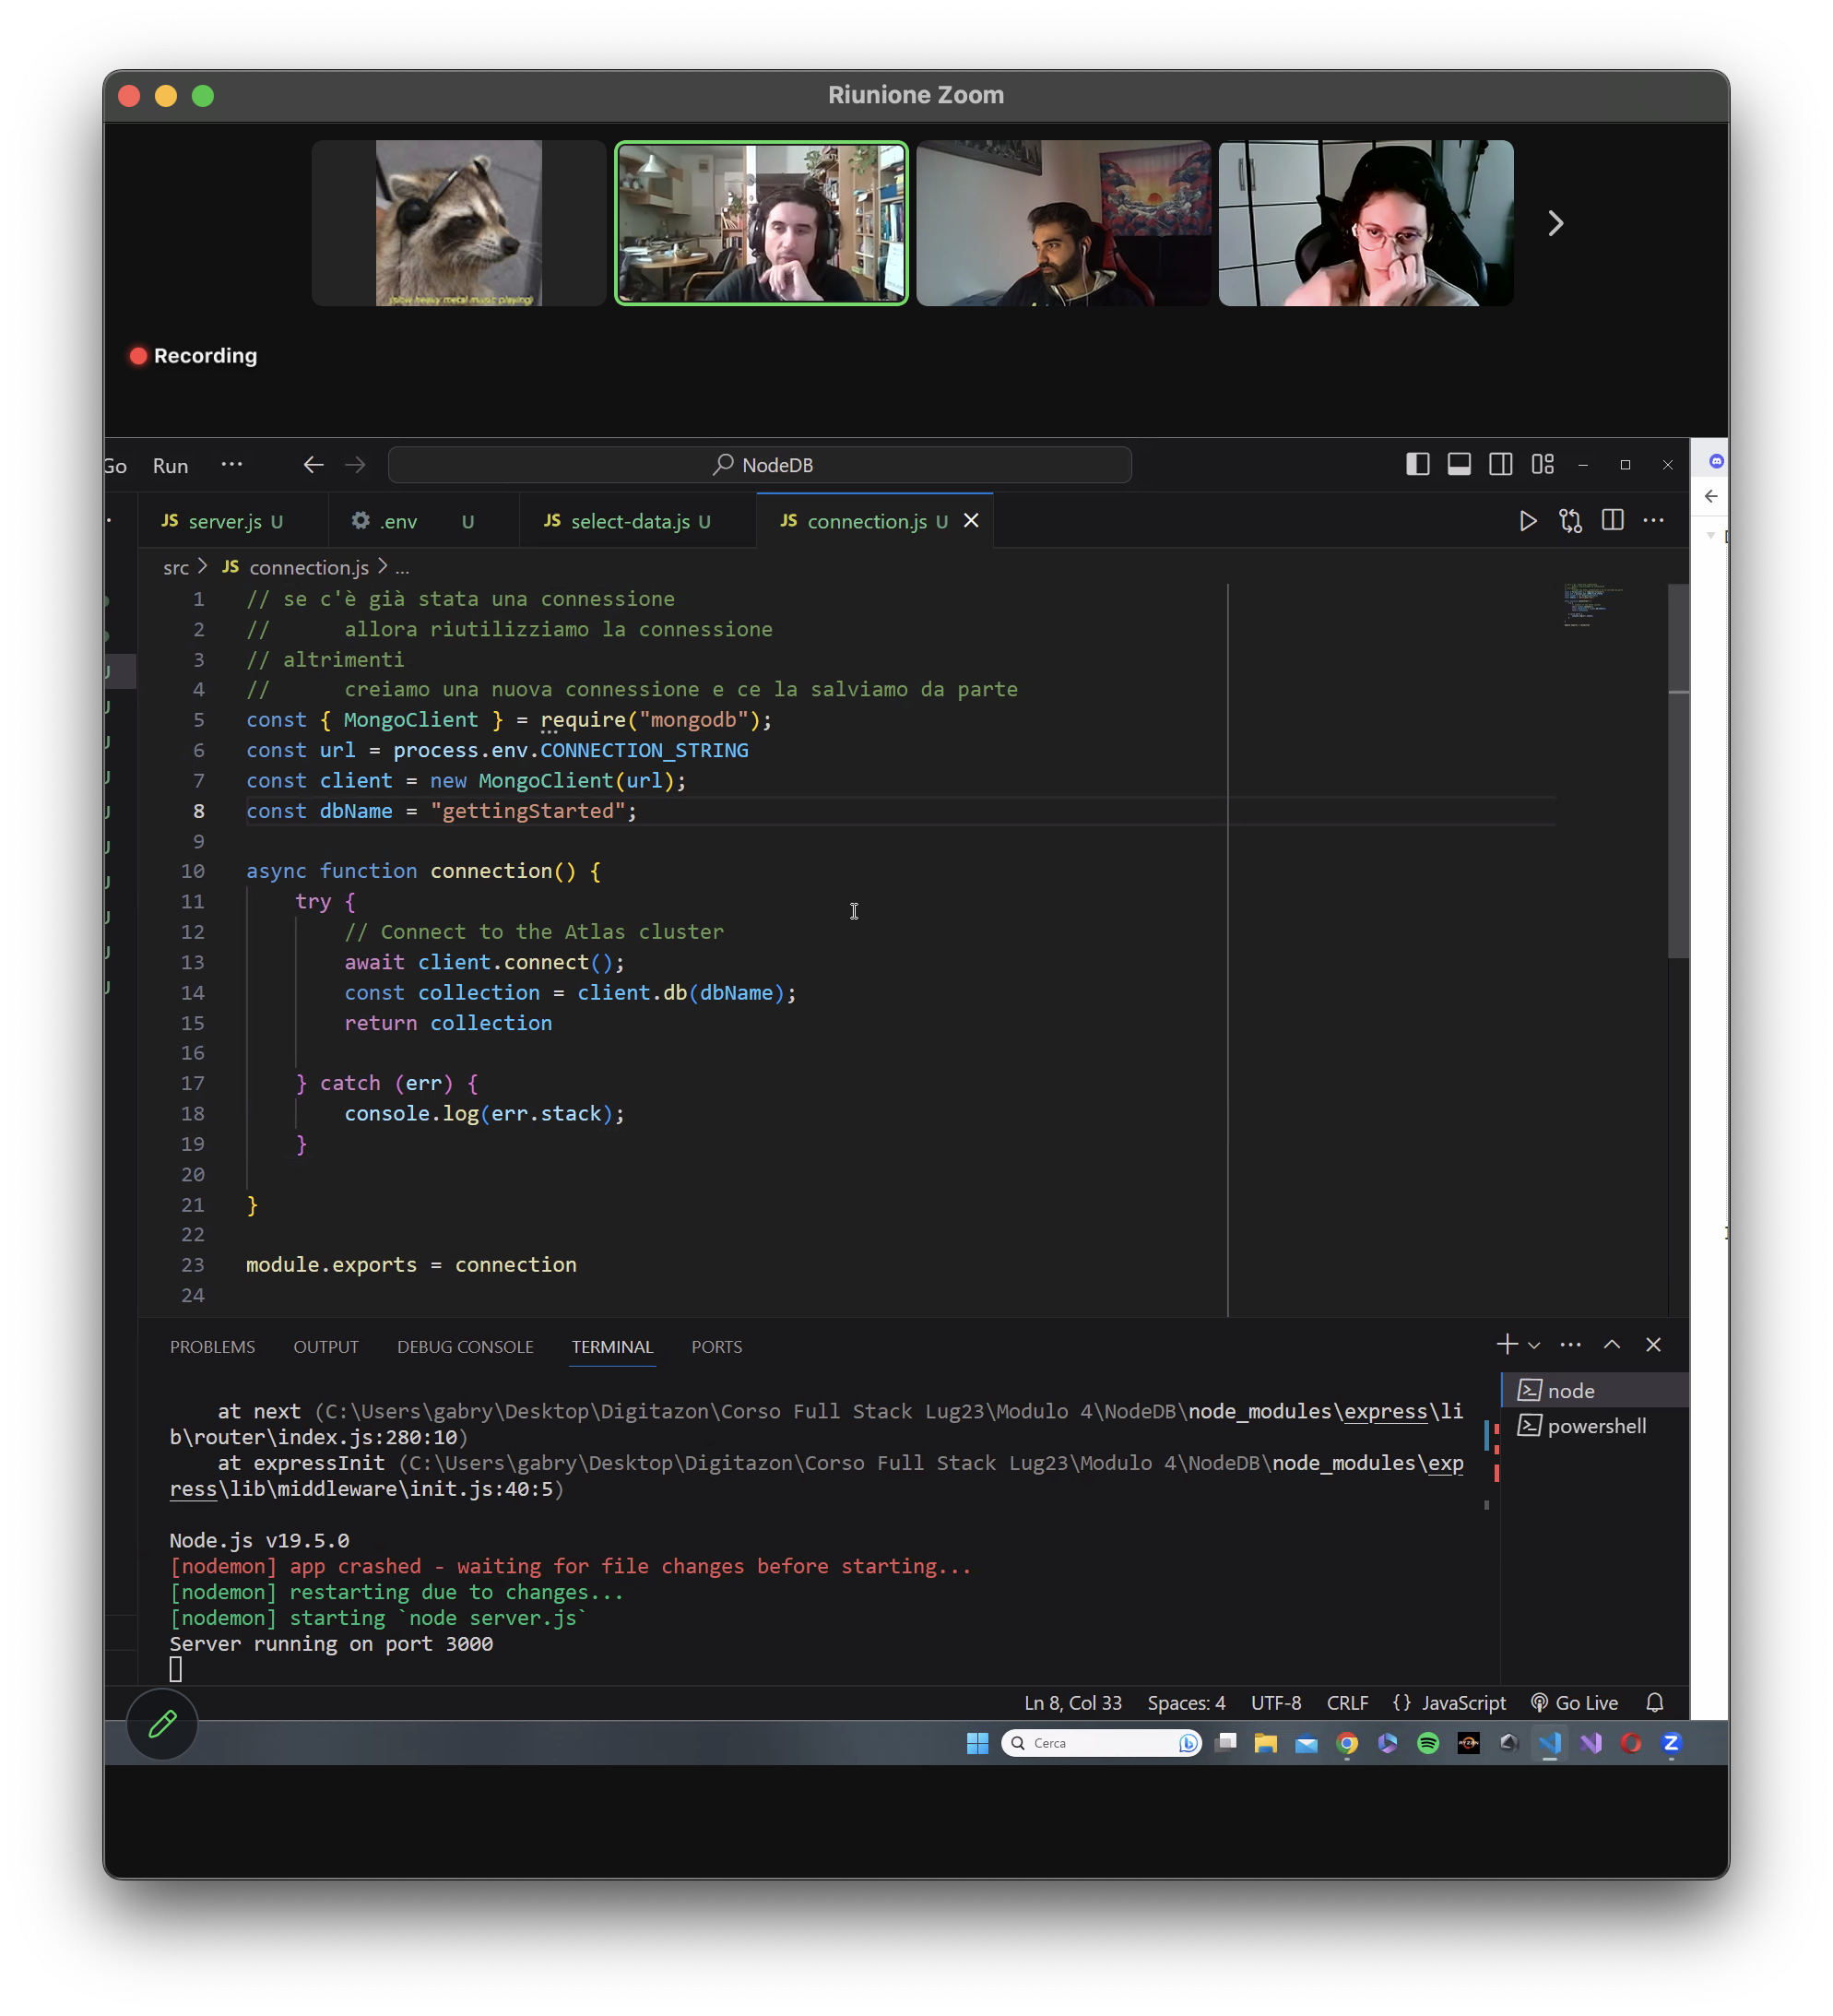 Riunione Zoom
(slow heavy metal music playing)
Recording
Go Run ··· NodeDB
JS server.js U .env U JS select-data.js U JS connection.js U
src > JS connection.js > ...
1 // se c'è già stata una connessione
2 //      allora riutilizziamo la connessione
3 // altrimenti
4 //      creiamo una nuova connessione e ce la salviamo da parte
5 const { MongoClient } = require("mongodb");
6 const url = process.env.CONNECTION_STRING
7 const client = new MongoClient(url);
8 const dbName = "gettingStarted";
9
10 async function connection() {
11     try {
12         // Connect to the Atlas cluster
13         await client.connect();
14         const collection = client.db(dbName);
15         return collection
16
17     } catch (err) {
18         console.log(err.stack);
19     }
20
21 }
22
23 module.exports = connection
24
PROBLEMS OUTPUT DEBUG CONSOLE TERMINAL PORTS
    at next (C:\Users\gabry\Desktop\Digitazon\Corso Full Stack Lug23\Modulo 4\NodeDB\node_modules\express\li
b\router\index.js:280:10)
    at expressInit (C:\Users\gabry\Desktop\Digitazon\Corso Full Stack Lug23\Modulo 4\NodeDB\node_modules\exp
ress\lib\middleware\init.js:40:5)
Node.js v19.5.0
[nodemon] app crashed - waiting for file changes before starting...
[nodemon] restarting due to changes...
[nodemon] starting `node server.js`
Server running on port 3000
node
powershell
Ln 8, Col 33 Spaces: 4 UTF-8 CRLF {} JavaScript Go Live
Cerca